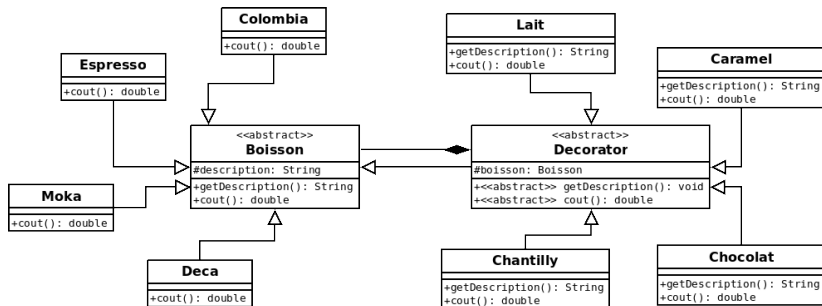 Colombia
+cout(): double
Espresso
+cout(): double
Lait
+getDescription(): String
+cout(): double
Caramel
+getDescription(): String
+cout(): double
<<abstract>>
Boisson
#description: String
+getDescription(): String
+cout(): double
<<abstract>>
Decorator
#boisson: Boisson
+<<abstract>> getDescription(): void
+<<abstract>> cout(): double
Moka
+cout(): double
Deca
+cout(): double
Chantilly
+getDescription(): String
+cout(): double
Chocolat
+getDescription(): String
+cout(): double